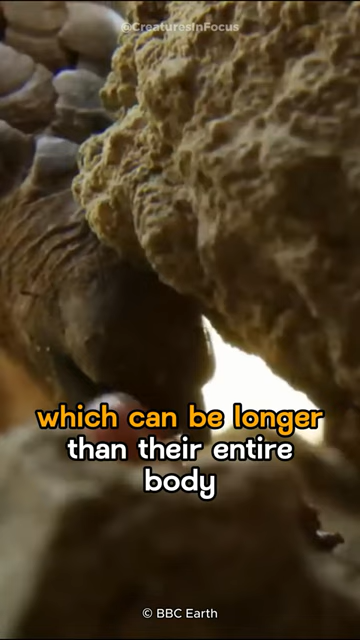 @CreaturesInFocus
which can be longer
than their entire
body
© BBC Earth